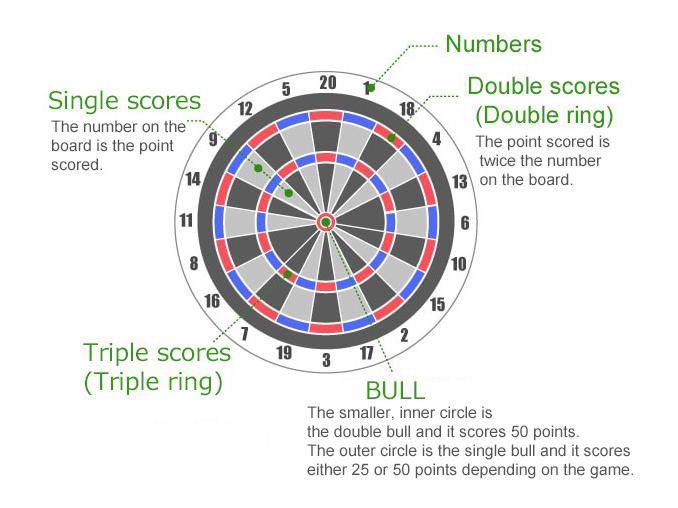 Numbers
Single scores
The number on the
board is the point
scored.
Double scores
(Double ring)
The point scored is
twice the number
on the board.
20
1
18
4
13
6
10
15
2
17
3
19
7
16
8
11
14
9
12
5
Triple scores
(Triple ring)
BULL
The smaller, inner circle is
the double bull and it scores 50 points.
The outer circle is the single bull and it scores
either 25 or 50 points depending on the game.